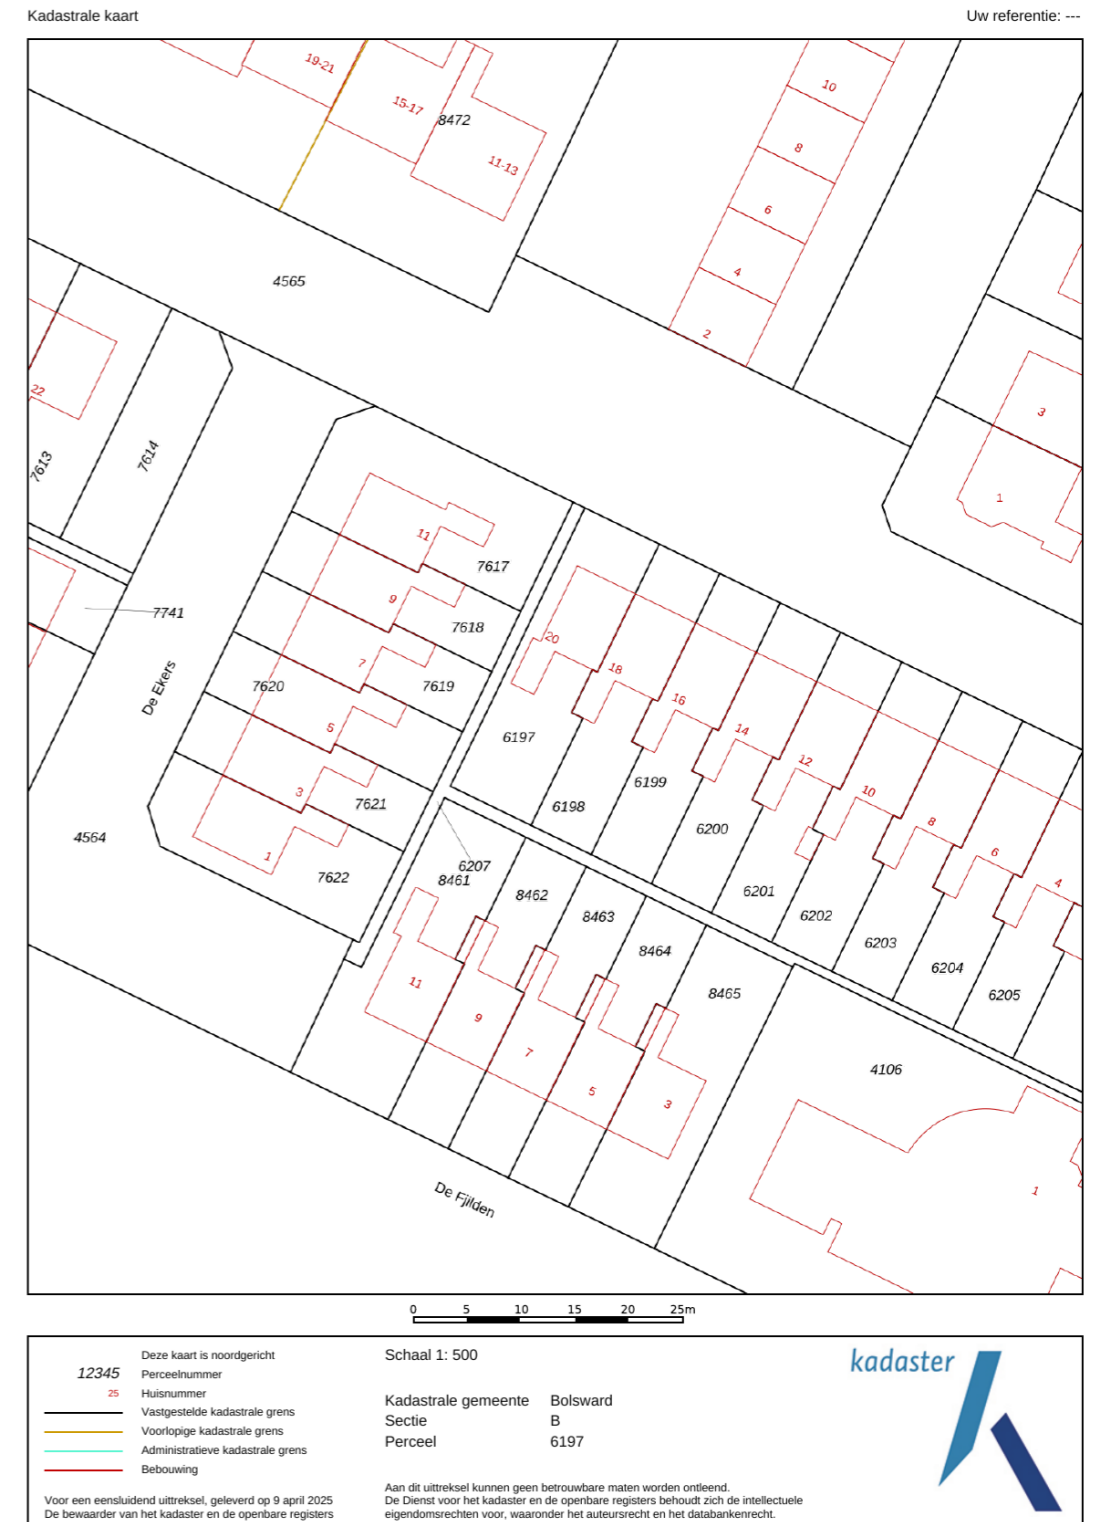 Kadastrale kaart
Uw referentie: ---
19-21
15-17
8472
11-13
10
8
6
4
2
4565
3
1
22
7613
7614
11
7617
9
7618
7741
7
7619
7620
De Ekers
5
3
7621
1
7622
4564
20
18
16
14
12
10
8
6
4
6197
6198
6199
6200
6201
6202
6203
6204
6205
6207
8461
8462
8463
8464
8465
11
9
7
5
3
4106
1
De Fjilden
0 5 10 15 20 25m
Deze kaart is noordgericht
12345 Perceelnummer
25 Huisnummer
Vastgestelde kadastrale grens
Voorlopige kadastrale grens
Administratieve kadastrale grens
Bebouwing
Voor een eensluidend uittreksel, geleverd op 9 april 2025
De bewaarder van het kadaster en de openbare registers
Schaal 1: 500
Kadastrale gemeente Bolsward
Sectie B
Perceel 6197
Aan dit uittreksel kunnen geen betrouwbare maten worden ontleend.
De Dienst voor het kadaster en de openbare registers behoudt zich de intellectuele
eigendomsrechten voor, waaronder het auteursrecht en het databankenrecht.
kadaster